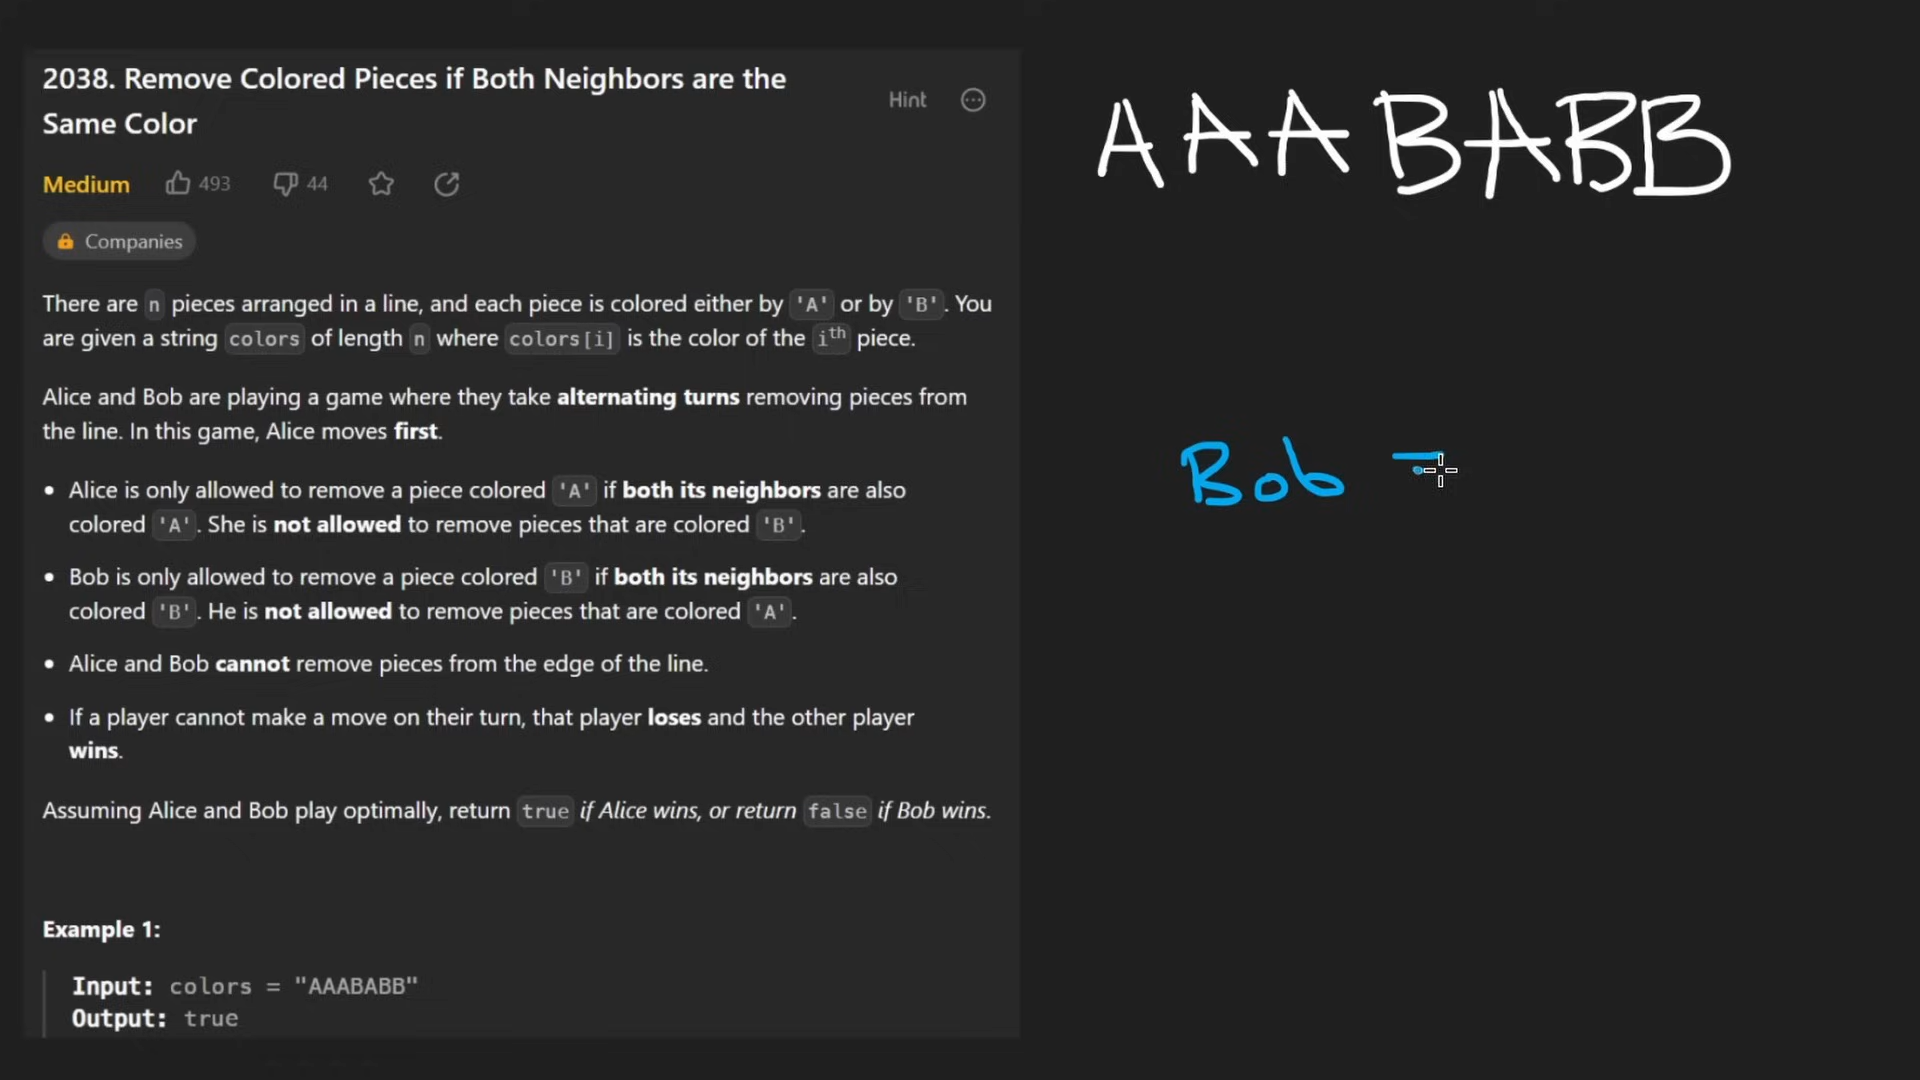 2038. Remove Colored Pieces if Both Neighbors are the
Same Color
Hint
Medium 493 44
Companies
There are n pieces arranged in a line, and each piece is colored either by 'A' or by 'B'. You
are given a string colors of length n where colors[i] is the color of the ith piece.
Alice and Bob are playing a game where they take alternating turns removing pieces from
the line. In this game, Alice moves first.
• Alice is only allowed to remove a piece colored 'A' if both its neighbors are also
colored 'A'. She is not allowed to remove pieces that are colored 'B'.
• Bob is only allowed to remove a piece colored 'B' if both its neighbors are also
colored 'B'. He is not allowed to remove pieces that are colored 'A'.
• Alice and Bob cannot remove pieces from the edge of the line.
• If a player cannot make a move on their turn, that player loses and the other player
wins.
Assuming Alice and Bob play optimally, return true if Alice wins, or return false if Bob wins.
Example 1:
Input: colors = "AAABABB"
Output: true
AAABABB
Bob =